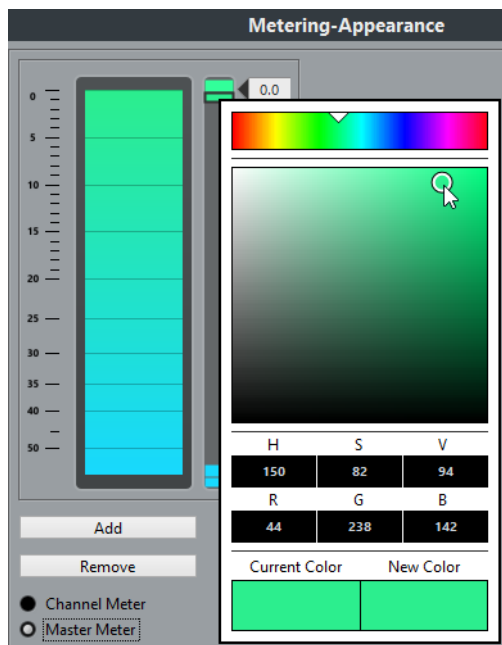 Metering-Appearance
0.0
0
5
10
15
20
25
30
35
40
50
H S V
150 82 94
R G B
44 238 142
Current Color New Color
Add
Remove
Channel Meter
Master Meter